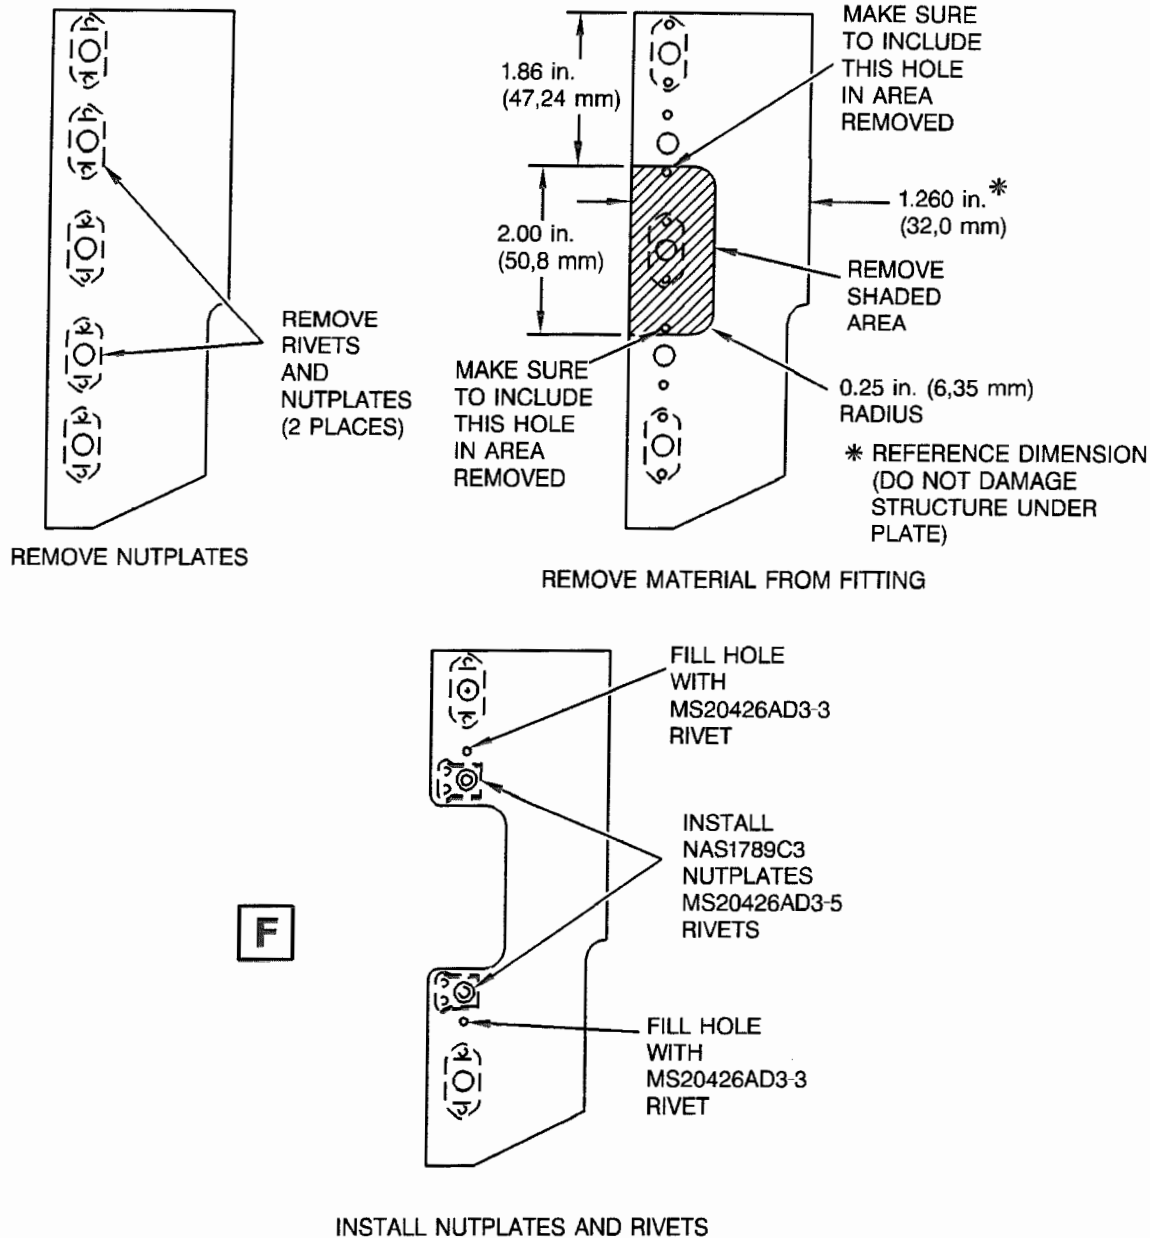 REMOVE
RIVETS
AND
NUTPLATES
(2 PLACES)
REMOVE NUTPLATES
1.86 in.
(47,24 mm)
MAKE SURE
TO INCLUDE
THIS HOLE
IN AREA
REMOVED
2.00 in.
(50,8 mm)
1.260 in.*
(32,0 mm)
REMOVE
SHADED
AREA
MAKE SURE
TO INCLUDE
THIS HOLE
IN AREA
REMOVED
0.25 in. (6,35 mm)
RADIUS
* REFERENCE DIMENSION
(DO NOT DAMAGE
STRUCTURE UNDER
PLATE)
REMOVE MATERIAL FROM FITTING
FILL HOLE
WITH
MS20426AD3-3
RIVET
INSTALL
NAS1789C3
NUTPLATES
MS20426AD3-5
RIVETS
F
FILL HOLE
WITH
MS20426AD3-3
RIVET
INSTALL NUTPLATES AND RIVETS